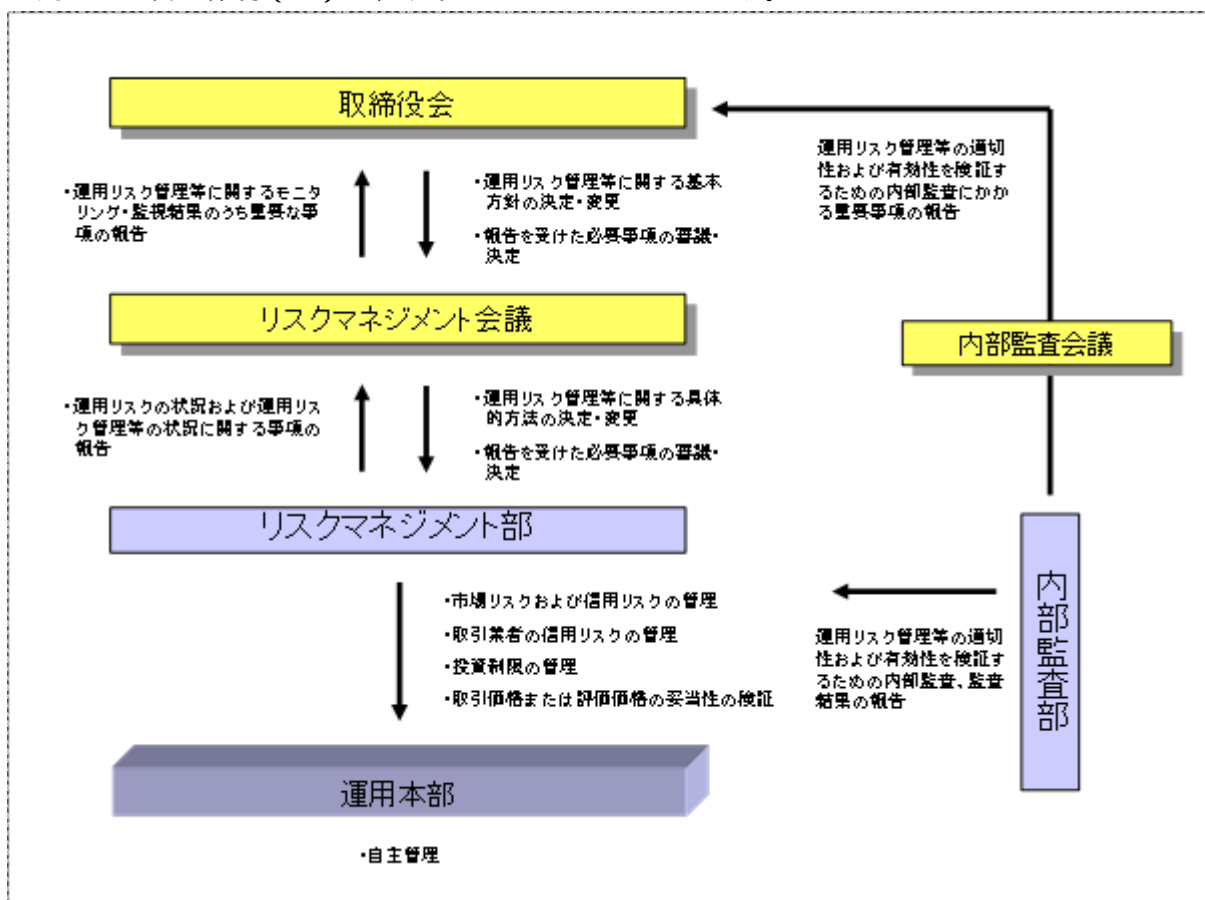 取締役会
・運用リスク管理等に関するモニタ
リング・監視結果のうち重要な事
項の報告
・運用リスク管理等に関する基本
方針の決定・変更
・報告を受けた必要事項の審議・
決定
運用リスク管理等の適切
性および有効性を検証す
るための内部監査にかか
る重要事項の報告
リスクマネジメント会議
内部監査会議
・運用リスクの状況および運用リス
ク管理等の状況に関する事項の
報告
・運用リスク管理等に関する具体
的方法の決定・変更
・報告を受けた必要事項の審議・
決定
リスクマネジメント部
内部監査部
・市場リスクおよび信用リスクの管理
・取引業者の信用リスクの管理
・投資制限の管理
・取引価格または評価価格の妥当性の検証
運用リスク管理等の適切
性および有効性を検証す
るための内部監査、監査
結果の報告
運用本部
・自主管理